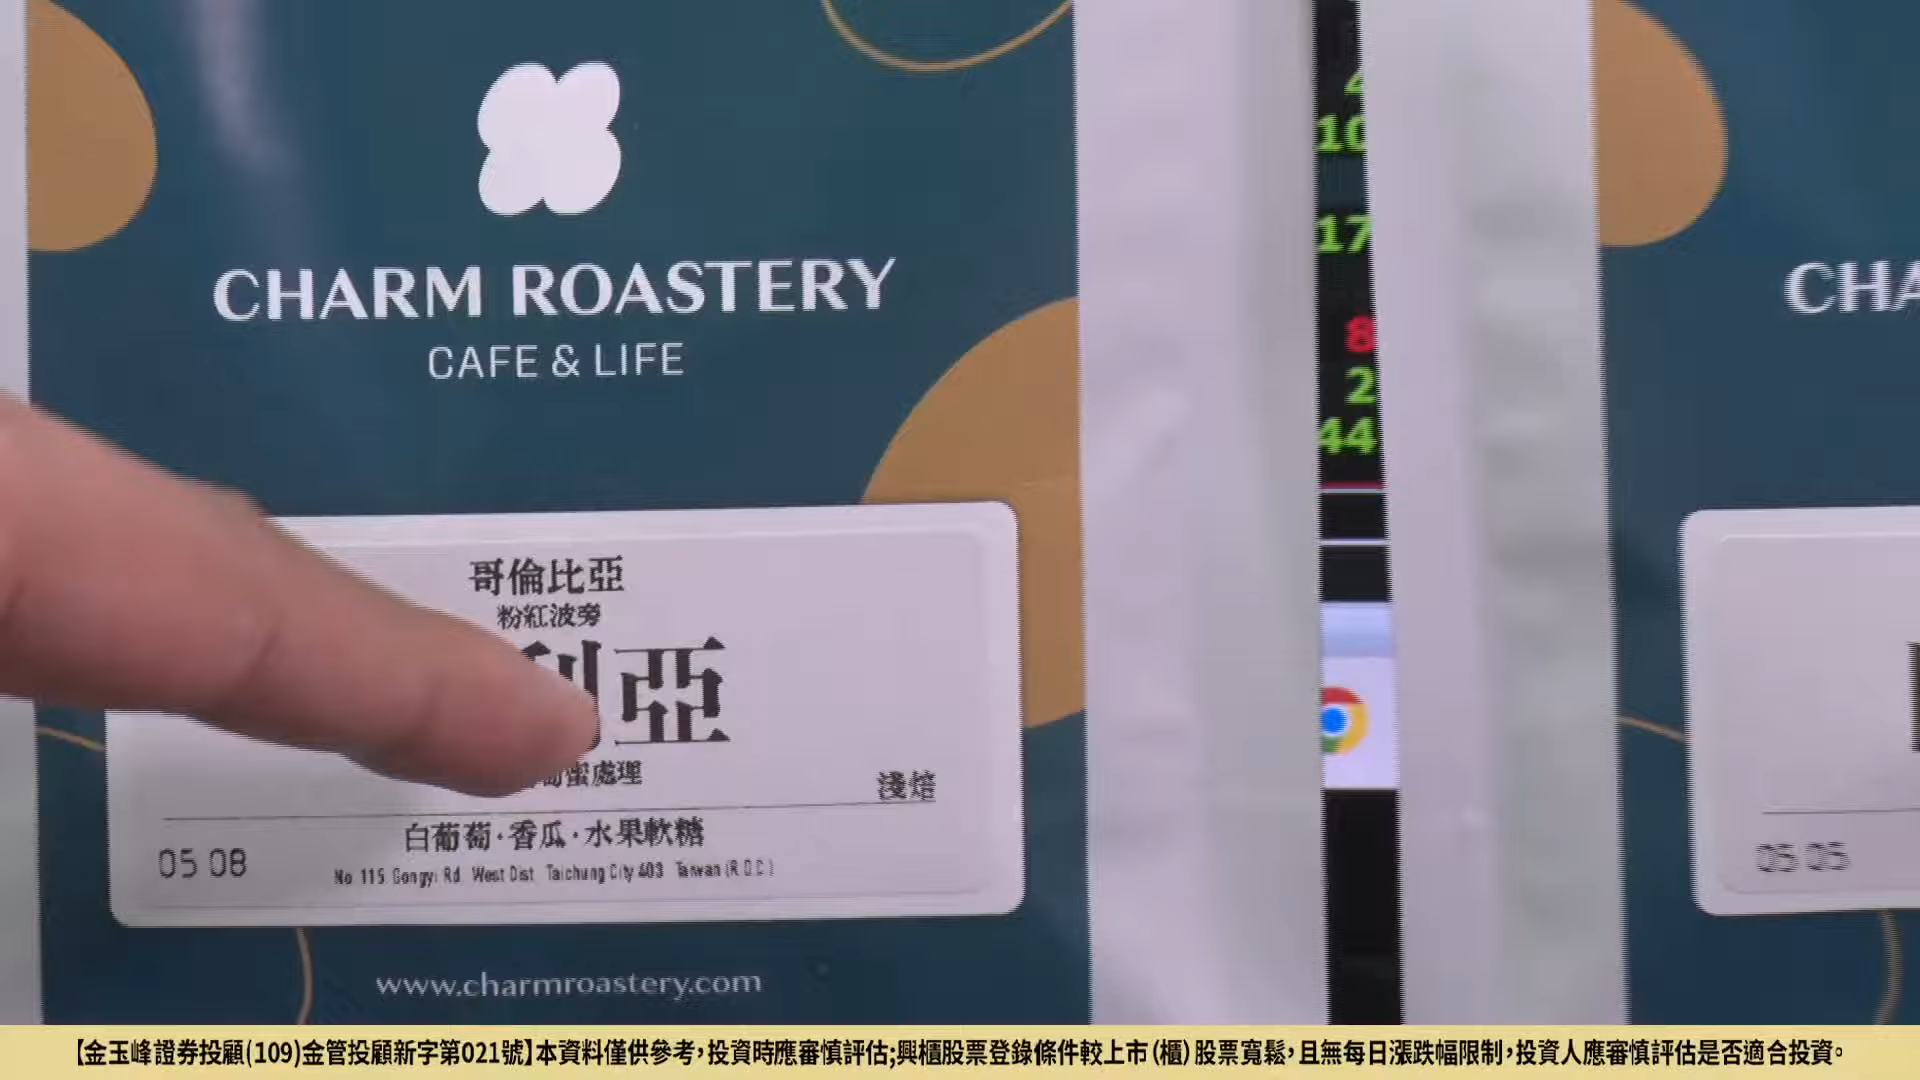 CHARM ROASTERY
CAFE & LIFE
哥倫比亞
粉紅波旁
利亞
蜜處理
淺焙
白葡萄·香瓜·水果軟糖
05 08
No 115 Gongyi Rd West Dist Taichung City 403 Taiwan (R.O.C.)
www.charmroastery.com
10
17
8
2
44
CHA
05 05
【金玉峰證券投顧(109)金管投顧新字第021號】本資料僅供參考，投資時應審慎評估;興櫃股票登錄條件較上市(櫃)股票寬鬆，且無每日漲跌幅限制，投資人應審慎評估是否適合投資。